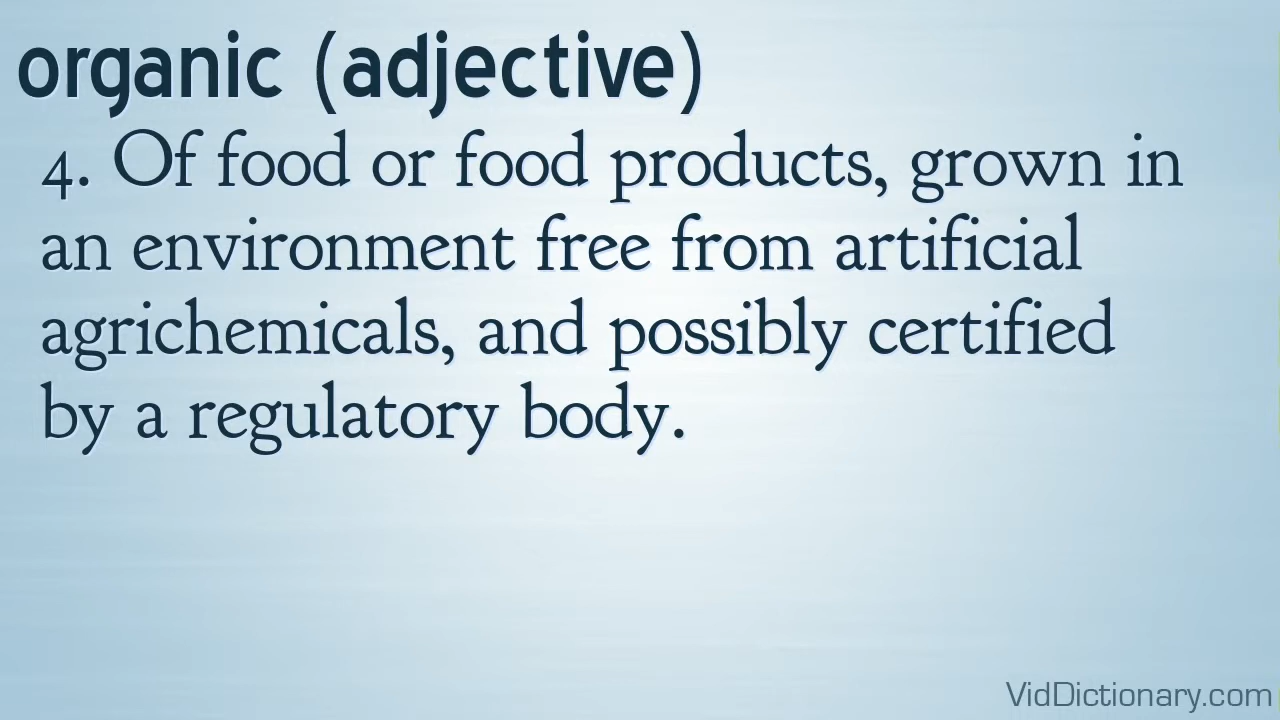 organic (adjective)
4. Of food or food products, grown in
an environment free from artificial
agrichemicals, and possibly certified
by a regulatory body.
VidDictionary.com